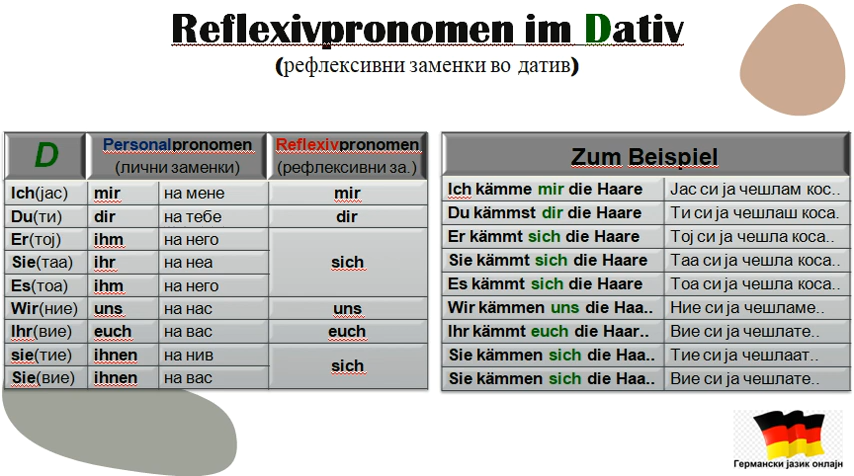 Reflexivpronomen im Dativ
(рефлексивни заменки во датив)
D Personalpronomen Reflexivpronomen
(лични заменки) (рефлексивни за.)
Ich(јас) mir на мене mir
Du(ти) dir на тебе dir
Er(тој) ihm на него
Sie(таа) ihr на неа sich
Es(тоа) ihm на него
Wir(ние) uns на нас uns
Ihr(вие) euch на вас euch
sie(тие) ihnen на нив sich
Sie(вие) ihnen на вас
Zum Beispiel
Ich kämme mir die Haare Јас си ја чешлам кос..
Du kämmst dir die Haare Ти си ја чешлаш коса.
Er kämmt sich die Haare Тој си ја чешла коса..
Sie kämmt sich die Haare Таа си ја чешла коса..
Es kämmt sich die Haare Тоа си ја чешла коса..
Wir kämmen uns die Haa.. Ние си ја чешламе..
Ihr kämmt euch die Haar.. Вие си ја чешлате..
Sie kämmen sich die Haa.. Тие си ја чешлаат..
Sie kämmen sich die Haa.. Вие си ја чешлате..
Германски јазик онлајн